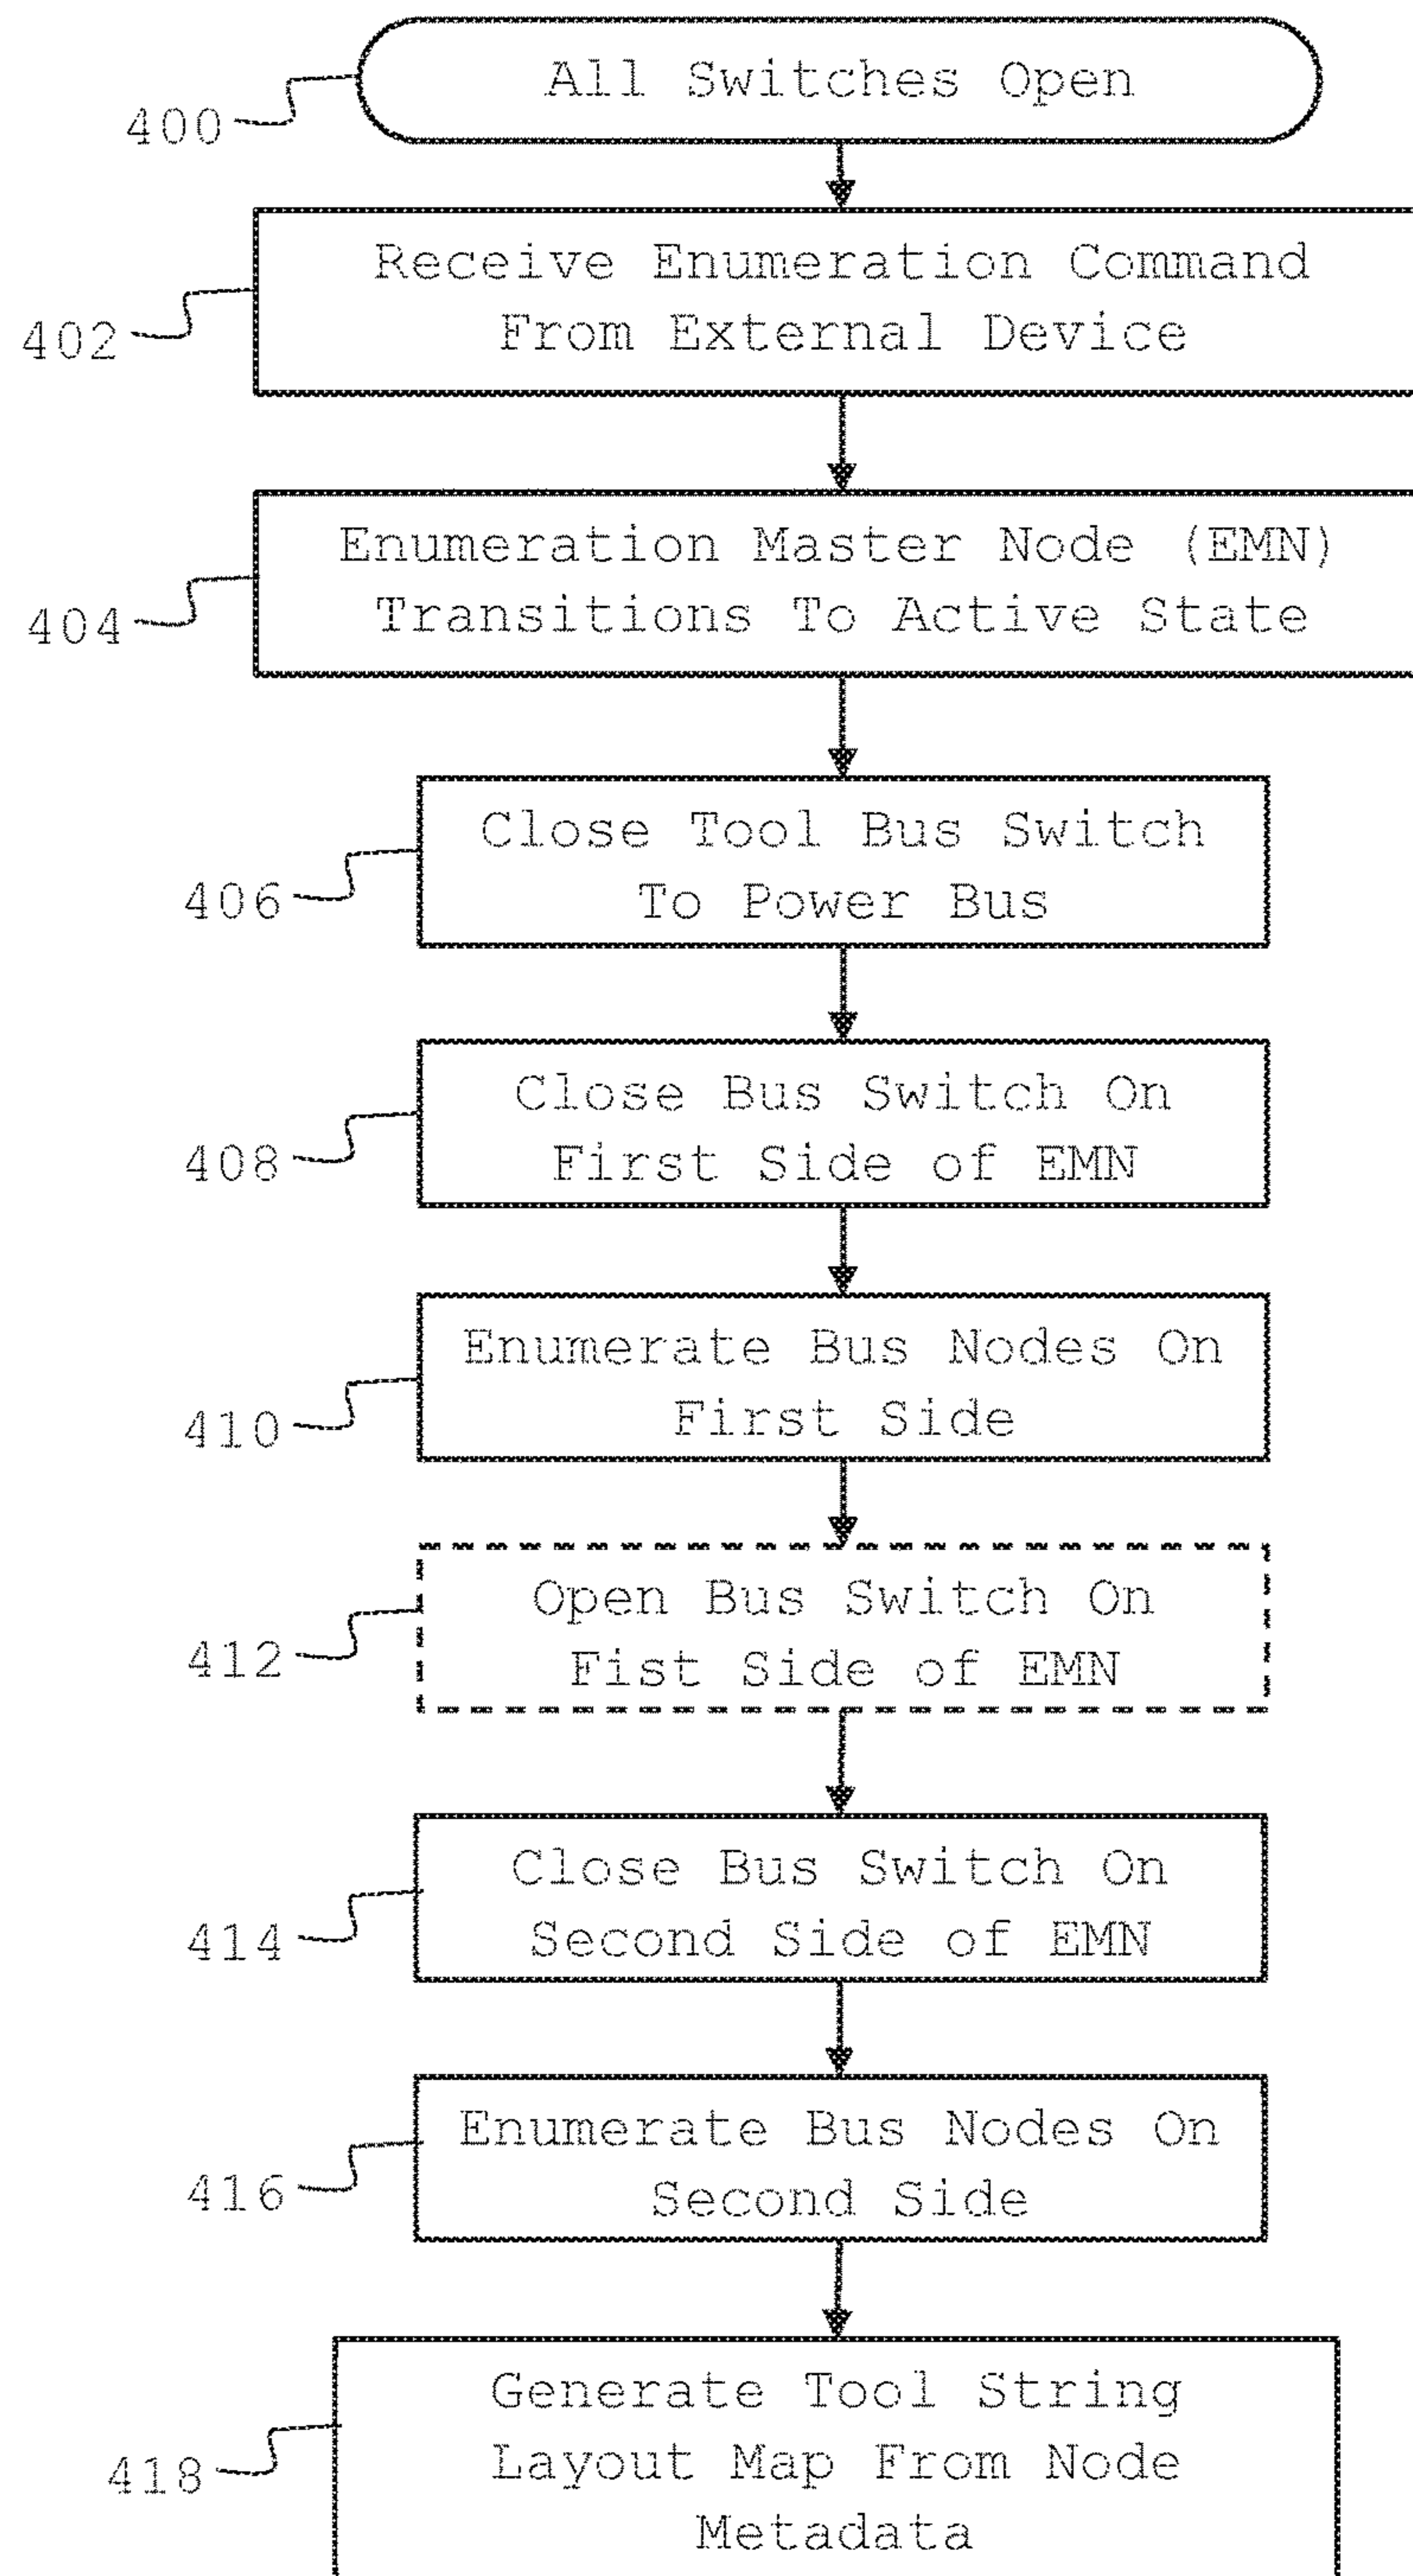 All Switches Open
400
Receive Enumeration Command
From External Device
402
Enumeration Master Node (EMN)
Transitions To Active State
404
Close Tool Bus Switch
To Power Bus
406
Close Bus Switch On
First Side of EMN
408
Enumerate Bus Nodes On
First Side
410
Open Bus Switch On
Fist Side of EMN
412
Close Bus Switch On
Second Side of EMN
414
Enumerate Bus Nodes On
Second Side
416
Generate Tool String
Layout Map From Node
Metadata
418